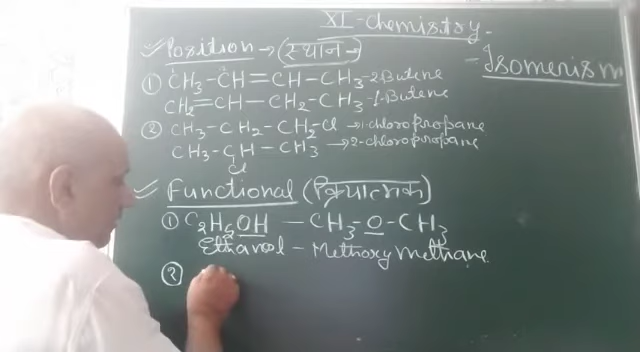 XI-chemistry.
✓ Position → (स्थान-
- Isomerism
① CH3-CH=CH-CH3-2Butene
CH2=CH-CH2-CH3-1-Butene
② CH3-CH2-CH2-Cl →1-chloropropane
CH3-CH-CH3 →2-chloropropane
Cl
✓ Functional (क्रियात्मक)
① C2H5OH — CH3-O-CH3
Ethanol - Methoxy methane
②